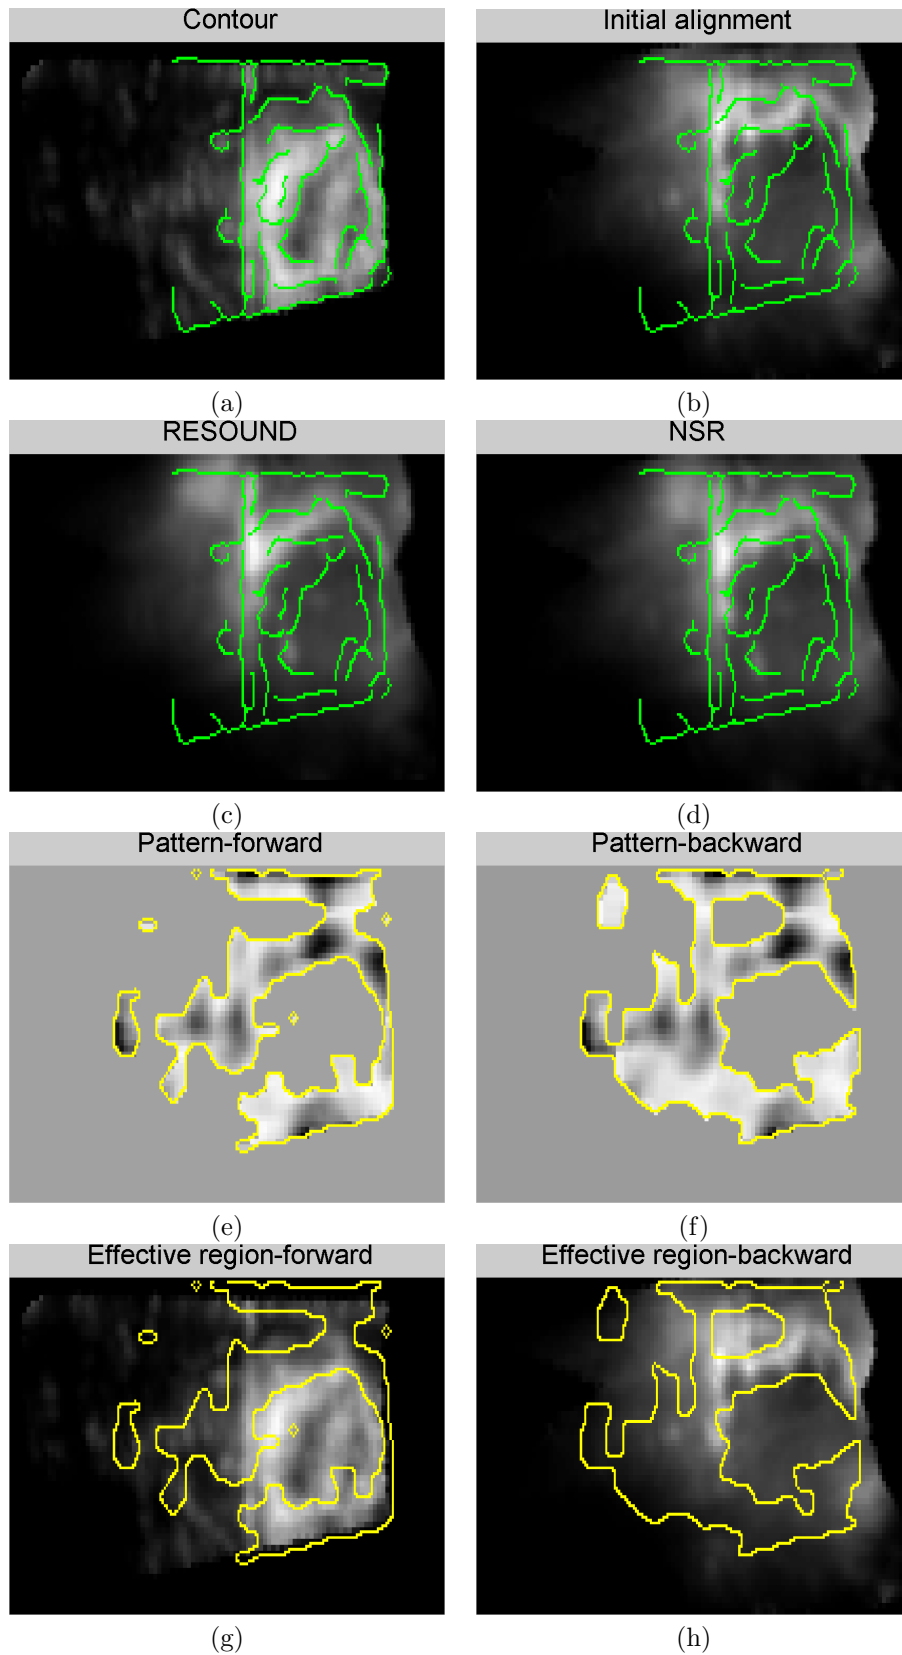 Contour
Initial alignment
(a)
(b)
RESOUND
NSR
(c)
(d)
Pattern-forward
Pattern-backward
(e)
(f)
Effective region-forward
Effective region-backward
(g)
(h)